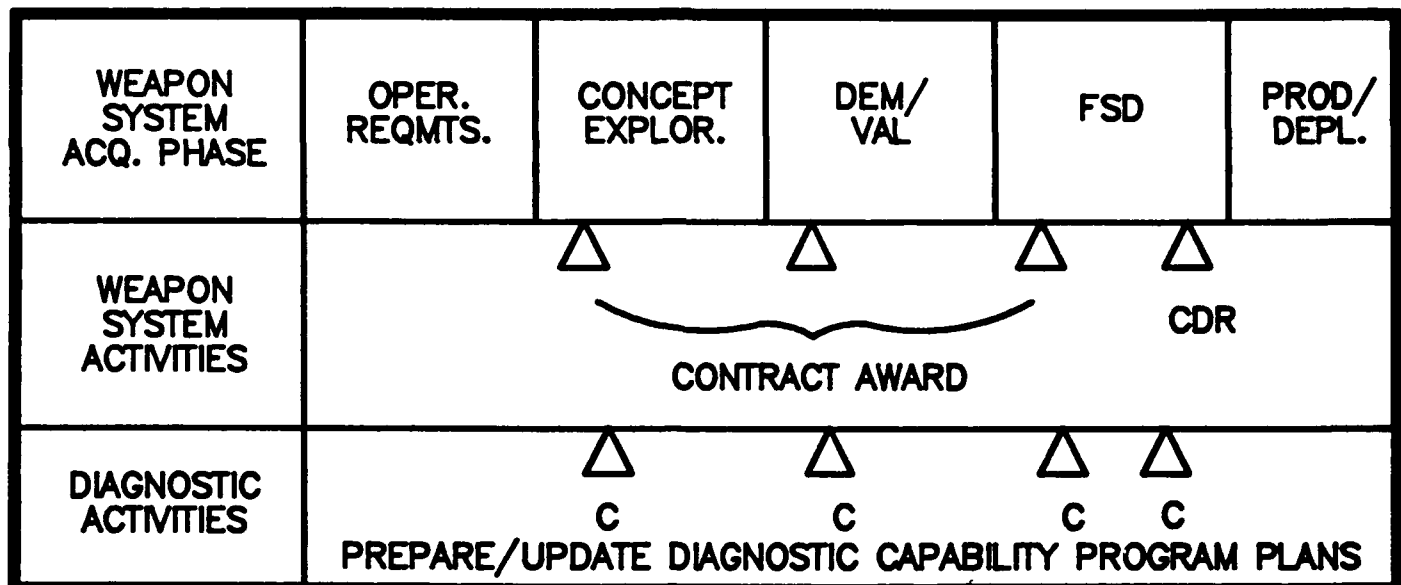 WEAPON
SYSTEM
ACQ. PHASE
OPER.
REQMTS.
CONCEPT
EXPLOR.
DEM/
VAL
FSD
PROD/
DEPL.
WEAPON
SYSTEM
ACTIVITIES
CONTRACT AWARD
CDR
DIAGNOSTIC
ACTIVITIES
C C C C
PREPARE/UPDATE DIAGNOSTIC CAPABILITY PROGRAM PLANS